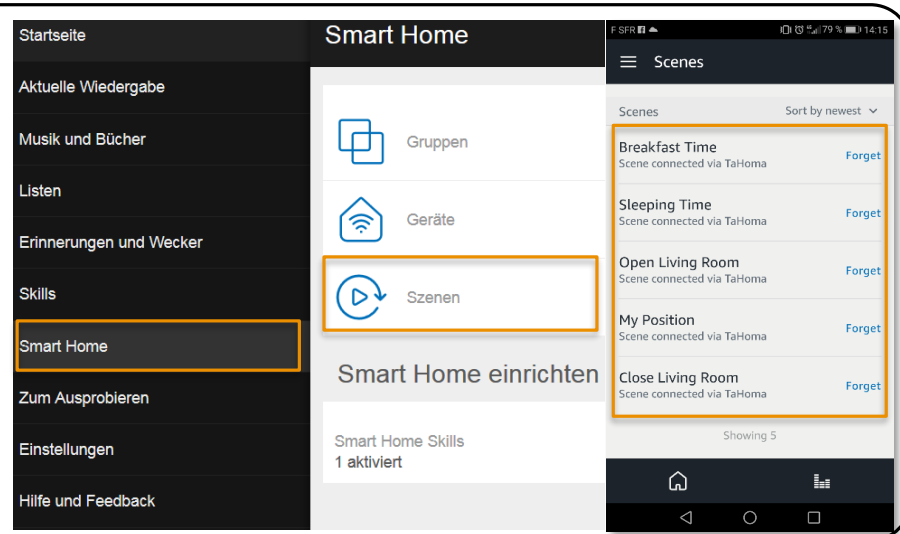 Startseite
Aktuelle Wiedergabe
Musik und Bücher
Listen
Erinnerungen und Wecker
Skills
Smart Home
Zum Ausprobieren
Einstellungen
Hilfe und Feedback
Smart Home
Gruppen
Geräte
Szenen
Smart Home einrichten
Smart Home Skills
1 aktiviert
F SFR 79 % 14:15
Scenes
Scenes Sort by newest
Breakfast Time
Scene connected via TaHoma
Forget
Sleeping Time
Scene connected via TaHoma
Forget
Open Living Room
Scene connected via TaHoma
Forget
My Position
Scene connected via TaHoma
Forget
Close Living Room
Scene connected via TaHoma
Forget
Showing 5